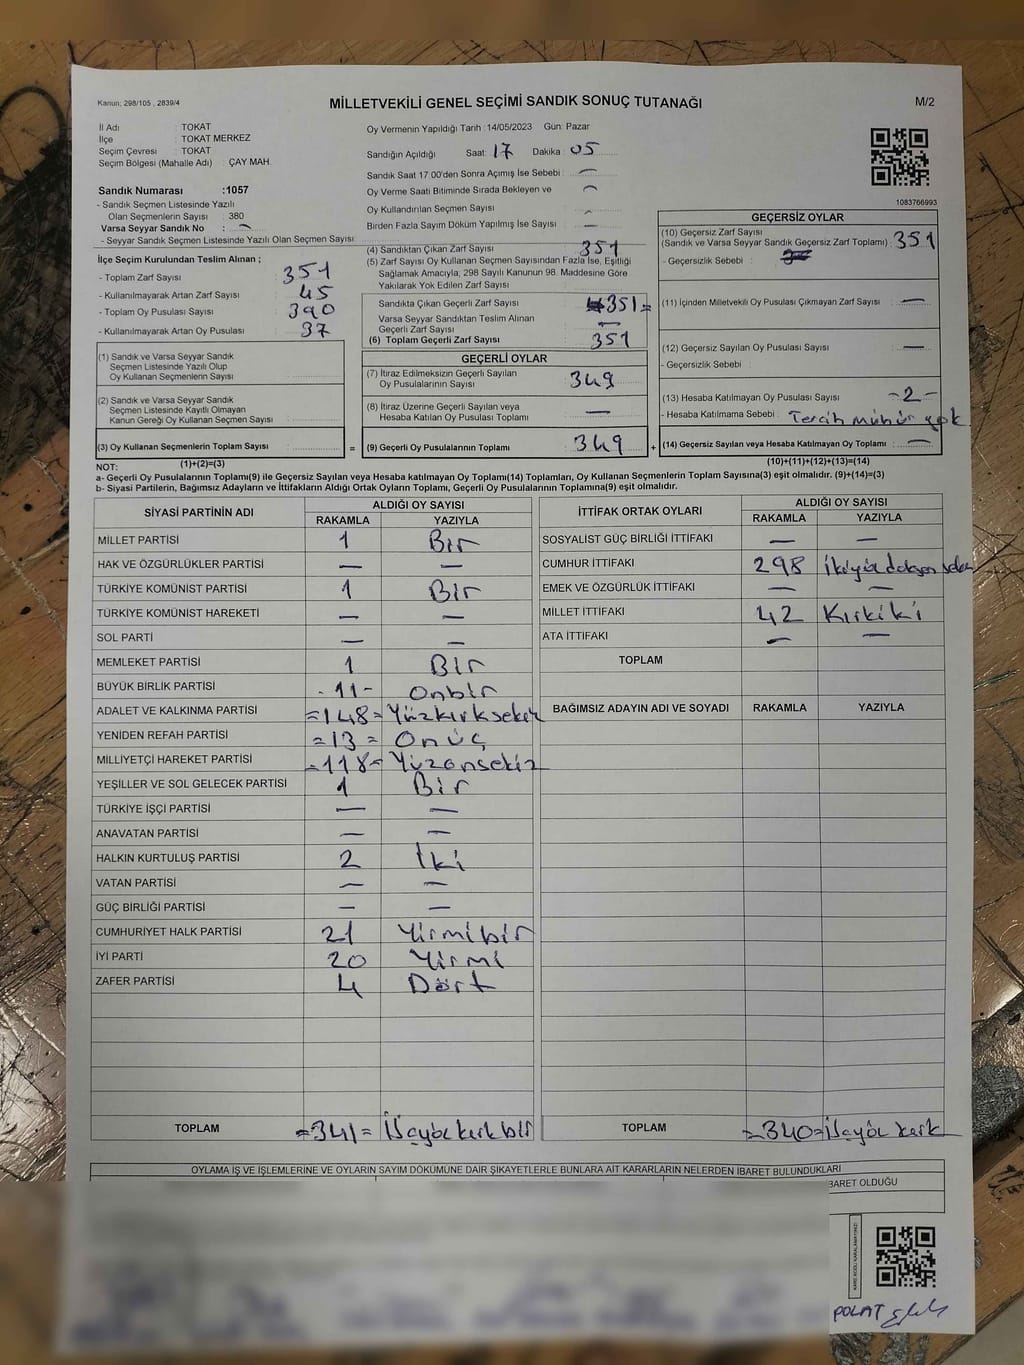 Kanun; 298/105 , 2839/4
MİLLETVEKİLİ GENEL SEÇİMİ SANDIK SONUÇ TUTANAĞI
M/2
İl Adı : TOKAT
İlçe : TOKAT MERKEZ
Seçim Çevresi : TOKAT
Seçim Bölgesi (Mahalle Adı) : ÇAY MAH.
Sandık Numarası :1057
- Sandık Seçmen Listesinde Yazılı
Olan Seçmenlerin Sayısı : 380
Varsa Seyyar Sandık No : —
- Seyyar Sandık Seçmen Listesinde Yazılı Olan Seçmen Sayısı:
İlçe Seçim Kurulundan Teslim Alınan ;
- Toplam Zarf Sayısı : 351
- Kullanılmayarak Artan Zarf Sayısı : 45
- Toplam Oy Pusulası Sayısı : 390
- Kullanılmayarak Artan Oy Pusulası : 37
(1) Sandık ve Varsa Seyyar Sandık
Seçmen Listesinde Yazılı Olup
Oy Kullanan Seçmenlerin Sayısı :
(2) Sandık ve Varsa Seyyar Sandık
Seçmen Listesinde Kayıtlı Olmayan
Kanun Gereği Oy Kullanan Seçmen Sayısı :
(3) Oy Kullanan Seçmenlerin Toplam Sayısı :
(1)+(2)=(3)
Oy Vermenin Yapıldığı Tarih :14/05/2023 Gün: Pazar
Sandığın Açıldığı Saat: 17 Dakika : 05
Sandık Saat 17.00'den Sonra Açımış İse Sebebi : —
Oy Verme Saati Bitiminde Sırada Bekleyen ve —
Oy Kullandırılan Seçmen Sayısı : -
Birden Fazla Sayım Döküm Yapılmış İse Sayısı : —
(4) Sandıktan Çıkan Zarf Sayısı : 351
(5) Zarf Sayısı Oy Kullanan Seçmen Sayısından Fazla İse, Eşitliği
Sağlamak Amacıyla, 298 Sayılı Kanunun 98. Maddesine Göre
Yakılarak Yok Edilen Zarf Sayısı :
Sandıkta Çıkan Geçerli Zarf Sayısı : 351=
Varsa Seyyar Sandıktan Teslim Alınan
Geçerli Zarf Sayısı : —
(6) Toplam Geçerli Zarf Sayısı : 351
GEÇERLİ OYLAR
(7) İtiraz Edilmeksizin Geçerli Sayılan
Oy Pusulalarının Sayısı : 349
(8) İtiraz Üzerine Geçerli Sayılan veya
Hesaba Katılan Oy Pusulası Toplamı : —
= (9) Geçerli Oy Pusulalarının Toplamı : 349 +
1083766993
GEÇERSİZ OYLAR
(10) Geçersiz Zarf Sayısı
(Sandık ve Varsa Seyyar Sandık Geçersiz Zarf Toplamı) : 351
- Geçersizlik Sebebi :
(11) İçinden Milletvekili Oy Pusulası Çıkmayan Zarf Sayısı : —
(12) Geçersiz Sayılan Oy Pusulası Sayısı : —
- Geçersizlik Sebebi :
(13) Hesaba Katılmayan Oy Pusulası Sayısı : -2-
- Hesaba Katılmama Sebebi : Tercih mühür yok
(14) Geçersiz Sayılan veya Hesaba Katılmayan Oy Toplamı : —
(10)+(11)+(12)+(13)=(14)
NOT:
a- Geçerli Oy Pusulalarının Toplamı(9) ile Geçersiz Sayılan veya Hesaba katılmayan Oy Toplamı(14) Toplamları, Oy Kullanan Seçmenlerin Toplam Sayısına(3) eşit olmalıdır. (9)+(14)=(3)
b- Siyasi Partilerin, Bağımsız Adayların ve İttifakların Aldığı Ortak Oyların Toplamı, Geçerli Oy Pusulalarının Toplamına(9) eşit olmalıdır.
SİYASİ PARTİNİN ADI ALDIĞI OY SAYISI
RAKAMLA YAZIYLA
MİLLET PARTİSİ 1 Bir
HAK VE ÖZGÜRLÜKLER PARTİSİ — —
TÜRKİYE KOMÜNİST PARTİSİ 1 Bir
TÜRKİYE KOMÜNİST HAREKETİ — —
SOL PARTİ — —
MEMLEKET PARTİSİ 1 Bir
BÜYÜK BİRLİK PARTİSİ -11- Onbir
ADALET VE KALKINMA PARTİSİ =148= Yüzkırksekiz
YENİDEN REFAH PARTİSİ =13= Onüç
MİLLİYETÇİ HAREKET PARTİSİ =118= Yüzonsekiz
YEŞİLLER VE SOL GELECEK PARTİSİ 1 Bir
TÜRKİYE İŞÇİ PARTİSİ — —
ANAVATAN PARTİSİ — —
HALKIN KURTULUŞ PARTİSİ 2 İki
VATAN PARTİSİ — —
GÜÇ BİRLİĞİ PARTİSİ — —
CUMHURİYET HALK PARTİSİ 21 Yirmibir
İYİ PARTİ 20 Yirmi
ZAFER PARTİSİ 4 Dört
TOPLAM =341= Üçyüz kırk bir
İTTİFAK ORTAK OYLARI ALDIĞI OY SAYISI
RAKAMLA YAZIYLA
SOSYALİST GÜÇ BİRLİĞİ İTTİFAKI — —
CUMHUR İTTİFAKI 298 ikiyüz doksan sekiz
EMEK VE ÖZGÜRLÜK İTTİFAKI — —
MİLLET İTTİFAKI 42 Kırkiki
ATA İTTİFAKI — —
TOPLAM
BAĞIMSIZ ADAYIN ADI VE SOYADI RAKAMLA YAZIYLA
TOPLAM =340= Üçyüz kırk
OYLAMA İŞ VE İŞLEMLERİNE VE OYLARIN SAYIM DÖKÜMÜNE DAİR ŞİKAYETLERLE BUNLARA AİT KARARLARIN NELERDEN İBARET BULUNDUKLARI
BARET OLDUĞU
KARE KODU KARALAMAYINIZ!
POLAT